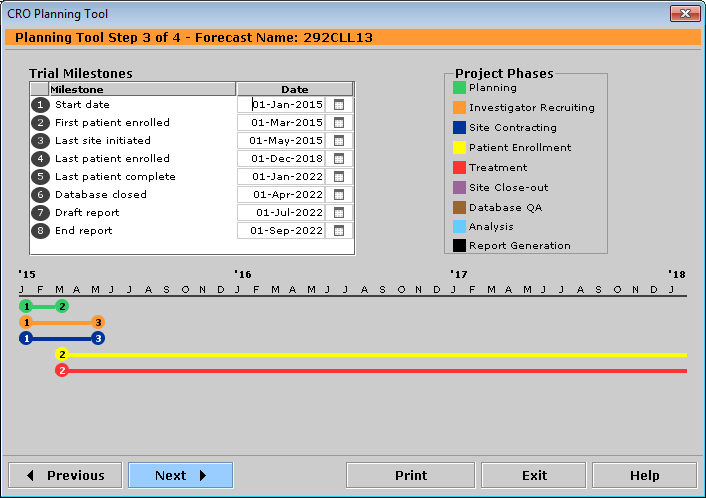 CRO Planning Tool
Planning Tool Step 3 of 4 - Forecast Name: 292CLL13
Trial Milestones
Milestone Date
1 Start date 01-Jan-2015
2 First patient enrolled 01-Mar-2015
3 Last site initiated 01-May-2015
4 Last patient enrolled 01-Dec-2018
5 Last patient complete 01-Jan-2022
6 Database closed 01-Apr-2022
7 Draft report 01-Jul-2022
8 End report 01-Sep-2022
Project Phases
Planning
Investigator Recruiting
Site Contracting
Patient Enrollment
Treatment
Site Close-out
Database QA
Analysis
Report Generation
'15 '16 '17 '18
J F M A M J J A S O N D J F M A M J J A S O N D J F M A M J J A S O N D J
1 2
1 3
1 3
2
2
Previous Next Print Exit Help